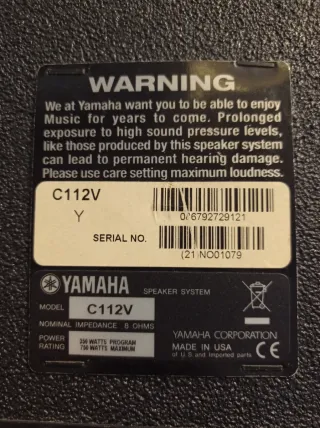 WARNING
We at Yamaha want you to be able to enjoy
Music for years to come. Prolonged
exposure to high sound pressure levels,
like those produced by this speaker system
can lead to permanent hearing damage.
Please use care setting maximum loudness.
C112V
Y
0 6792729121
SERIAL NO.
(21) NO01079
YAMAHA SPEAKER SYSTEM
MODEL C112V
NOMINAL IMPEDANCE 8 OHMS
POWER RATING 350 WATTS PROGRAM
700 WATTS MAXIMUM
YAMAHA CORPORATION
MADE IN USA
of U.S. and imported parts
CE